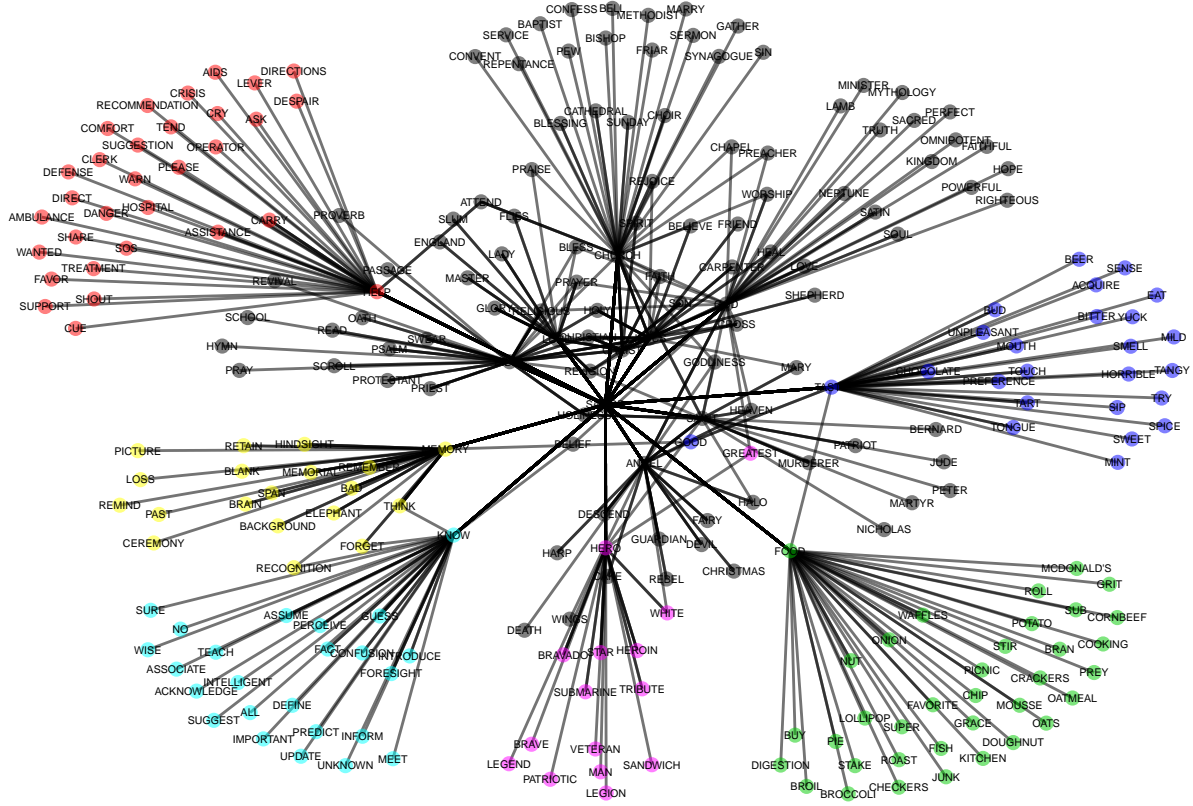 CONFESS
BELL
METHODIST
MARRY
BAPTIST
GATHER
SERVICE
BISHOP
SERMON
CONVENT
REPENTANCE
PEW
FRIAR
SYNAGOGUE
SIN
AIDS
DIRECTIONS
LEVER
MINISTER
MYTHOLOGY
CRISIS
DESPAIR
RECOMMENDATION
CRY
ASK
CATHEDRAL
CHOIR
LAMB
PERFECT
COMFORT
TEND
BLESSING
SUNDAY
TRUTH
SACRED
SUGGESTION
OPERATOR
CHAPEL
PREACHER
OMNIPOTENT
FAITHFUL
CLERK
PLEASE
PRAISE
KINGDOM
HOPE
DEFENSE
WARN
REJOICE
WORSHIP
NEPTUNE
POWERFUL
RIGHTEOUS
DIRECT
DANGER
HOSPITAL
ATTEND
SATIN
AMBULANCE
CARRY
PROVERB
SLUM
FLIES
SPIRIT
BELIEVE
FRIEND
SHARE
ASSISTANCE
SOUL
WANTED
SOS
ENGLAND
LADY
BLESS
CHURCH
HEAL
BEER
SENSE
TREATMENT
PASSAGE
CARPENTER
LOVE
FAVOR
REVIVAL
HELP
MASTER
PRAYER
FAITH
ACQUIRE
SUPPORT
SHOUT
SHEPHERD
EAT
GLORY
RELIGIOUS
HOLY
SON
BUD
BITTER
YUCK
CUE
SCHOOL
OATH
CROSS
READ
SWEAR
CHRISTIAN
UNPLEASANT
MILD
HYMN
PSALM
MOUTH
SMELL
PRAY
SCROLL
RELIGION
GODLINESS
MARY
CHOCOLATE
TOUCH
HORRIBLE
TANGY
PROTESTANT
PRIEST
TASTE
PREFERENCE
TRY
HEAVEN
TART
SIP
HOLINESS
BERNARD
TONGUE
SPICE
PICTURE
RETAIN
HINDSIGHT
MEMORY
BELIEF
GOOD
PATRIOT
SWEET
GREATEST
LOSS
BLANK
MEMORIAL
REMEMBER
ANGEL
MURDERER
JUDE
MINT
SPAN
BAD
PETER
REMIND
PAST
BRAIN
ELEPHANT
THINK
HALO
MARTYR
BACKGROUND
DESCEND
FAIRY
NICHOLAS
CEREMONY
FORGET
KNOW
GUARDIAN
DEVIL
HARP
HERO
FOOD
RECOGNITION
CHRISTMAS
MCDONALD'S
REBEL
GRIT
ROLL
SURE
ASSUME
GUESS
WINGS
WHITE
WAFFLES
SUB
CORNBEEF
NO
PERCEIVE
DEATH
POTATO
WISE
TEACH
FACT
CONFUSION
INTRODUCE
BRAVADO
STAR
HEROIN
ONION
STIR
BRAN
COOKING
ASSOCIATE
FORESIGHT
NUT
PICNIC
PREY
ACKNOWLEDGE
INTELLIGENT
SUBMARINE
TRIBUTE
CRACKERS
OATMEAL
SUGGEST
ALL
DEFINE
LOLLIPOP
FAVORITE
CHIP
MOUSSE
IMPORTANT
PREDICT
INFORM
BUY
PIE
SUPER
GRACE
OATS
BRAVE
VETERAN
FISH
DOUGHNUT
UPDATE
UNKNOWN
MEET
LEGEND
MAN
SANDWICH
DIGESTION
STAKE
ROAST
KITCHEN
PATRIOTIC
BROIL
CHECKERS
JUNK
LEGION
BROCCOLI